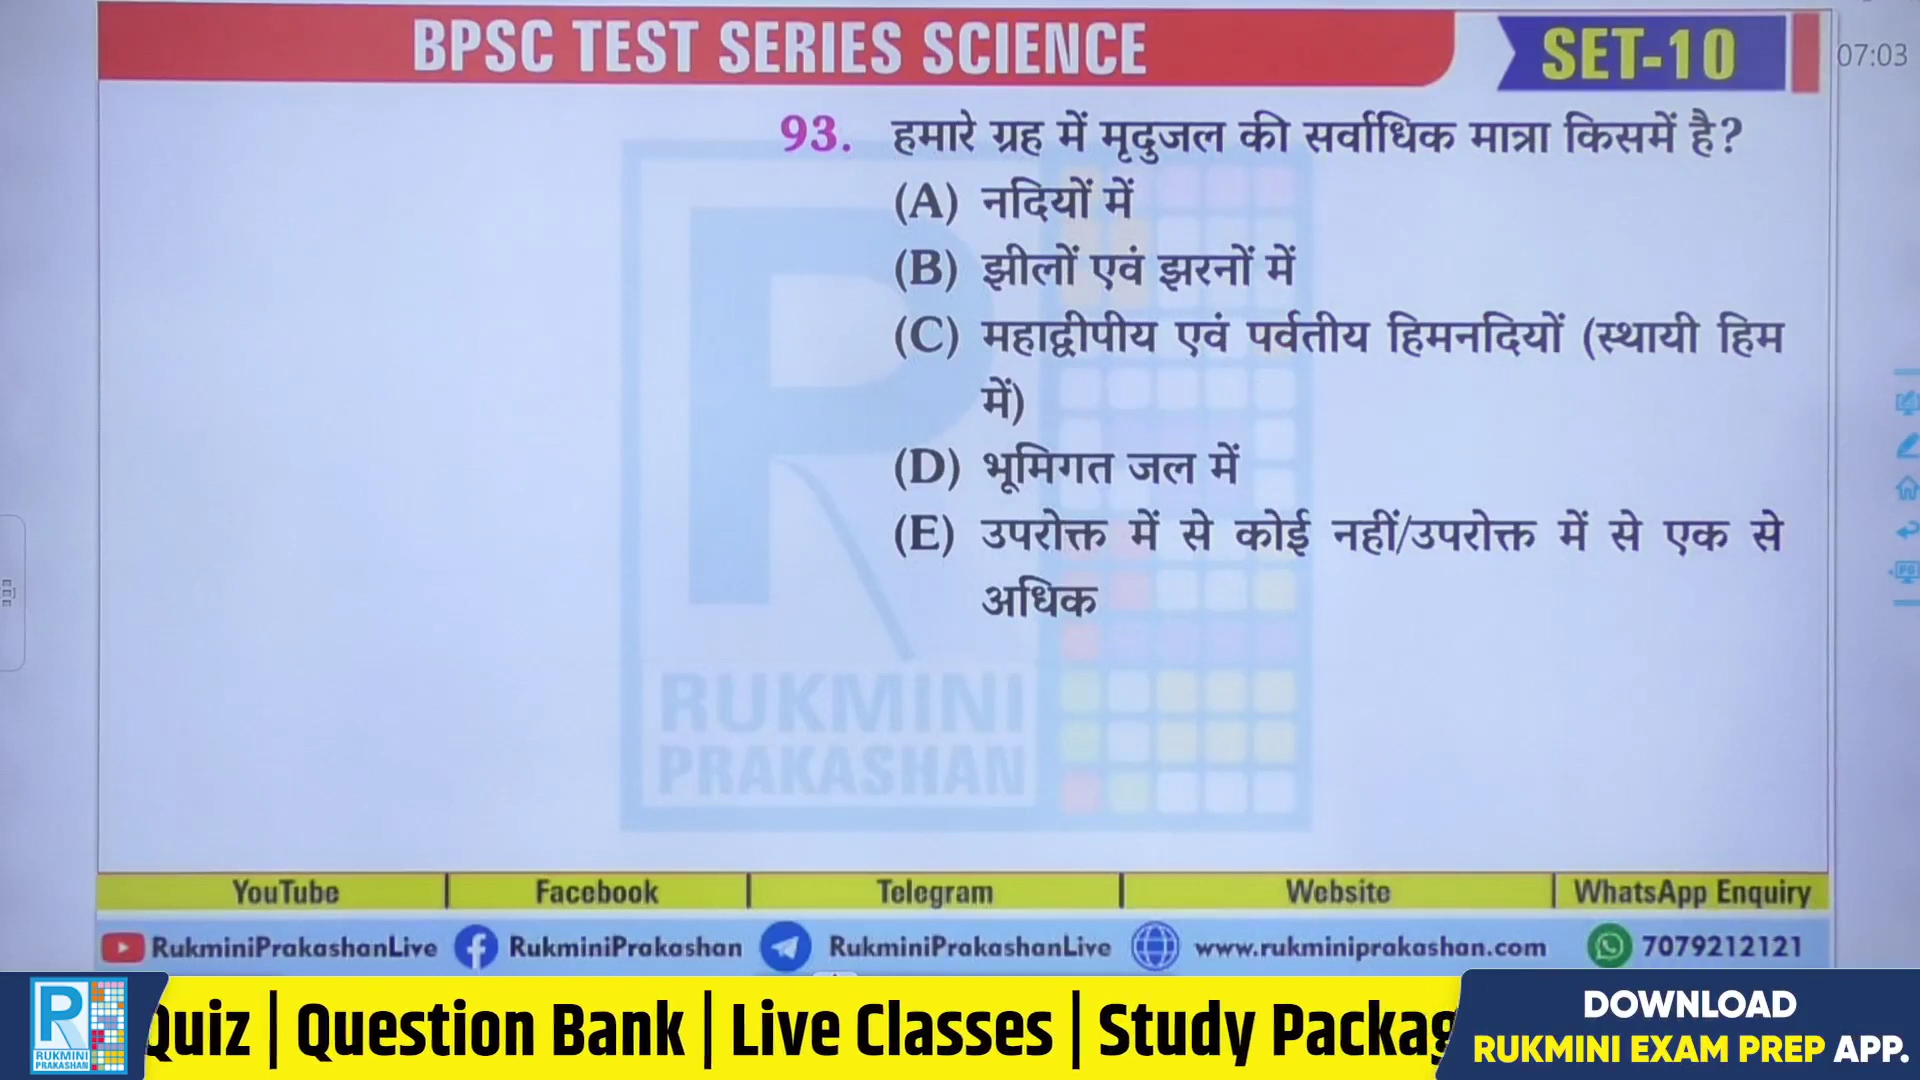 BPSC TEST SERIES SCIENCE
SET-10
07:03
93. हमारे ग्रह में मृदुजल की सर्वाधिक मात्रा किसमें है?
(A) नदियों में
(B) झीलों एवं झरनों में
(C) महाद्वीपीय एवं पर्वतीय हिमनदियों (स्थायी हिम
में)
(D) भूमिगत जल में
(E) उपरोक्त में से कोई नहीं/उपरोक्त में से एक से
अधिक
RUKMINI
PRAKASHAN
YouTube | Facebook | Telegram | Website | WhatsApp Enquiry
RukminiPrakashanLive RukminiPrakashan RukminiPrakashanLive www.rukminiprakashan.com 7079212121
R
RUKMINI
PRAKASHAN
Quiz | Question Bank | Live Classes | Study Packag
DOWNLOAD
RUKMINI EXAM PREP APP.